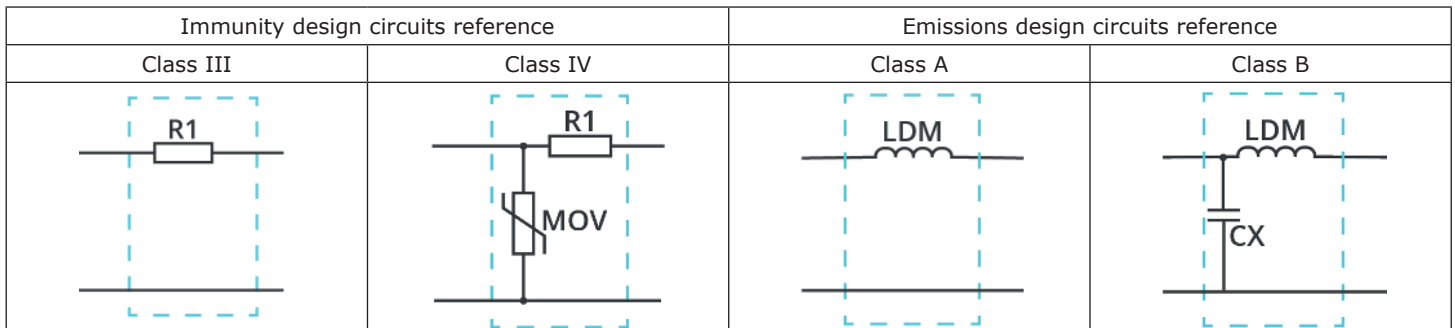 Immunity design circuits reference
Emissions design circuits reference
Class III
Class IV
Class A
Class B
R1
R1
MOV
LDM
LDM
CX